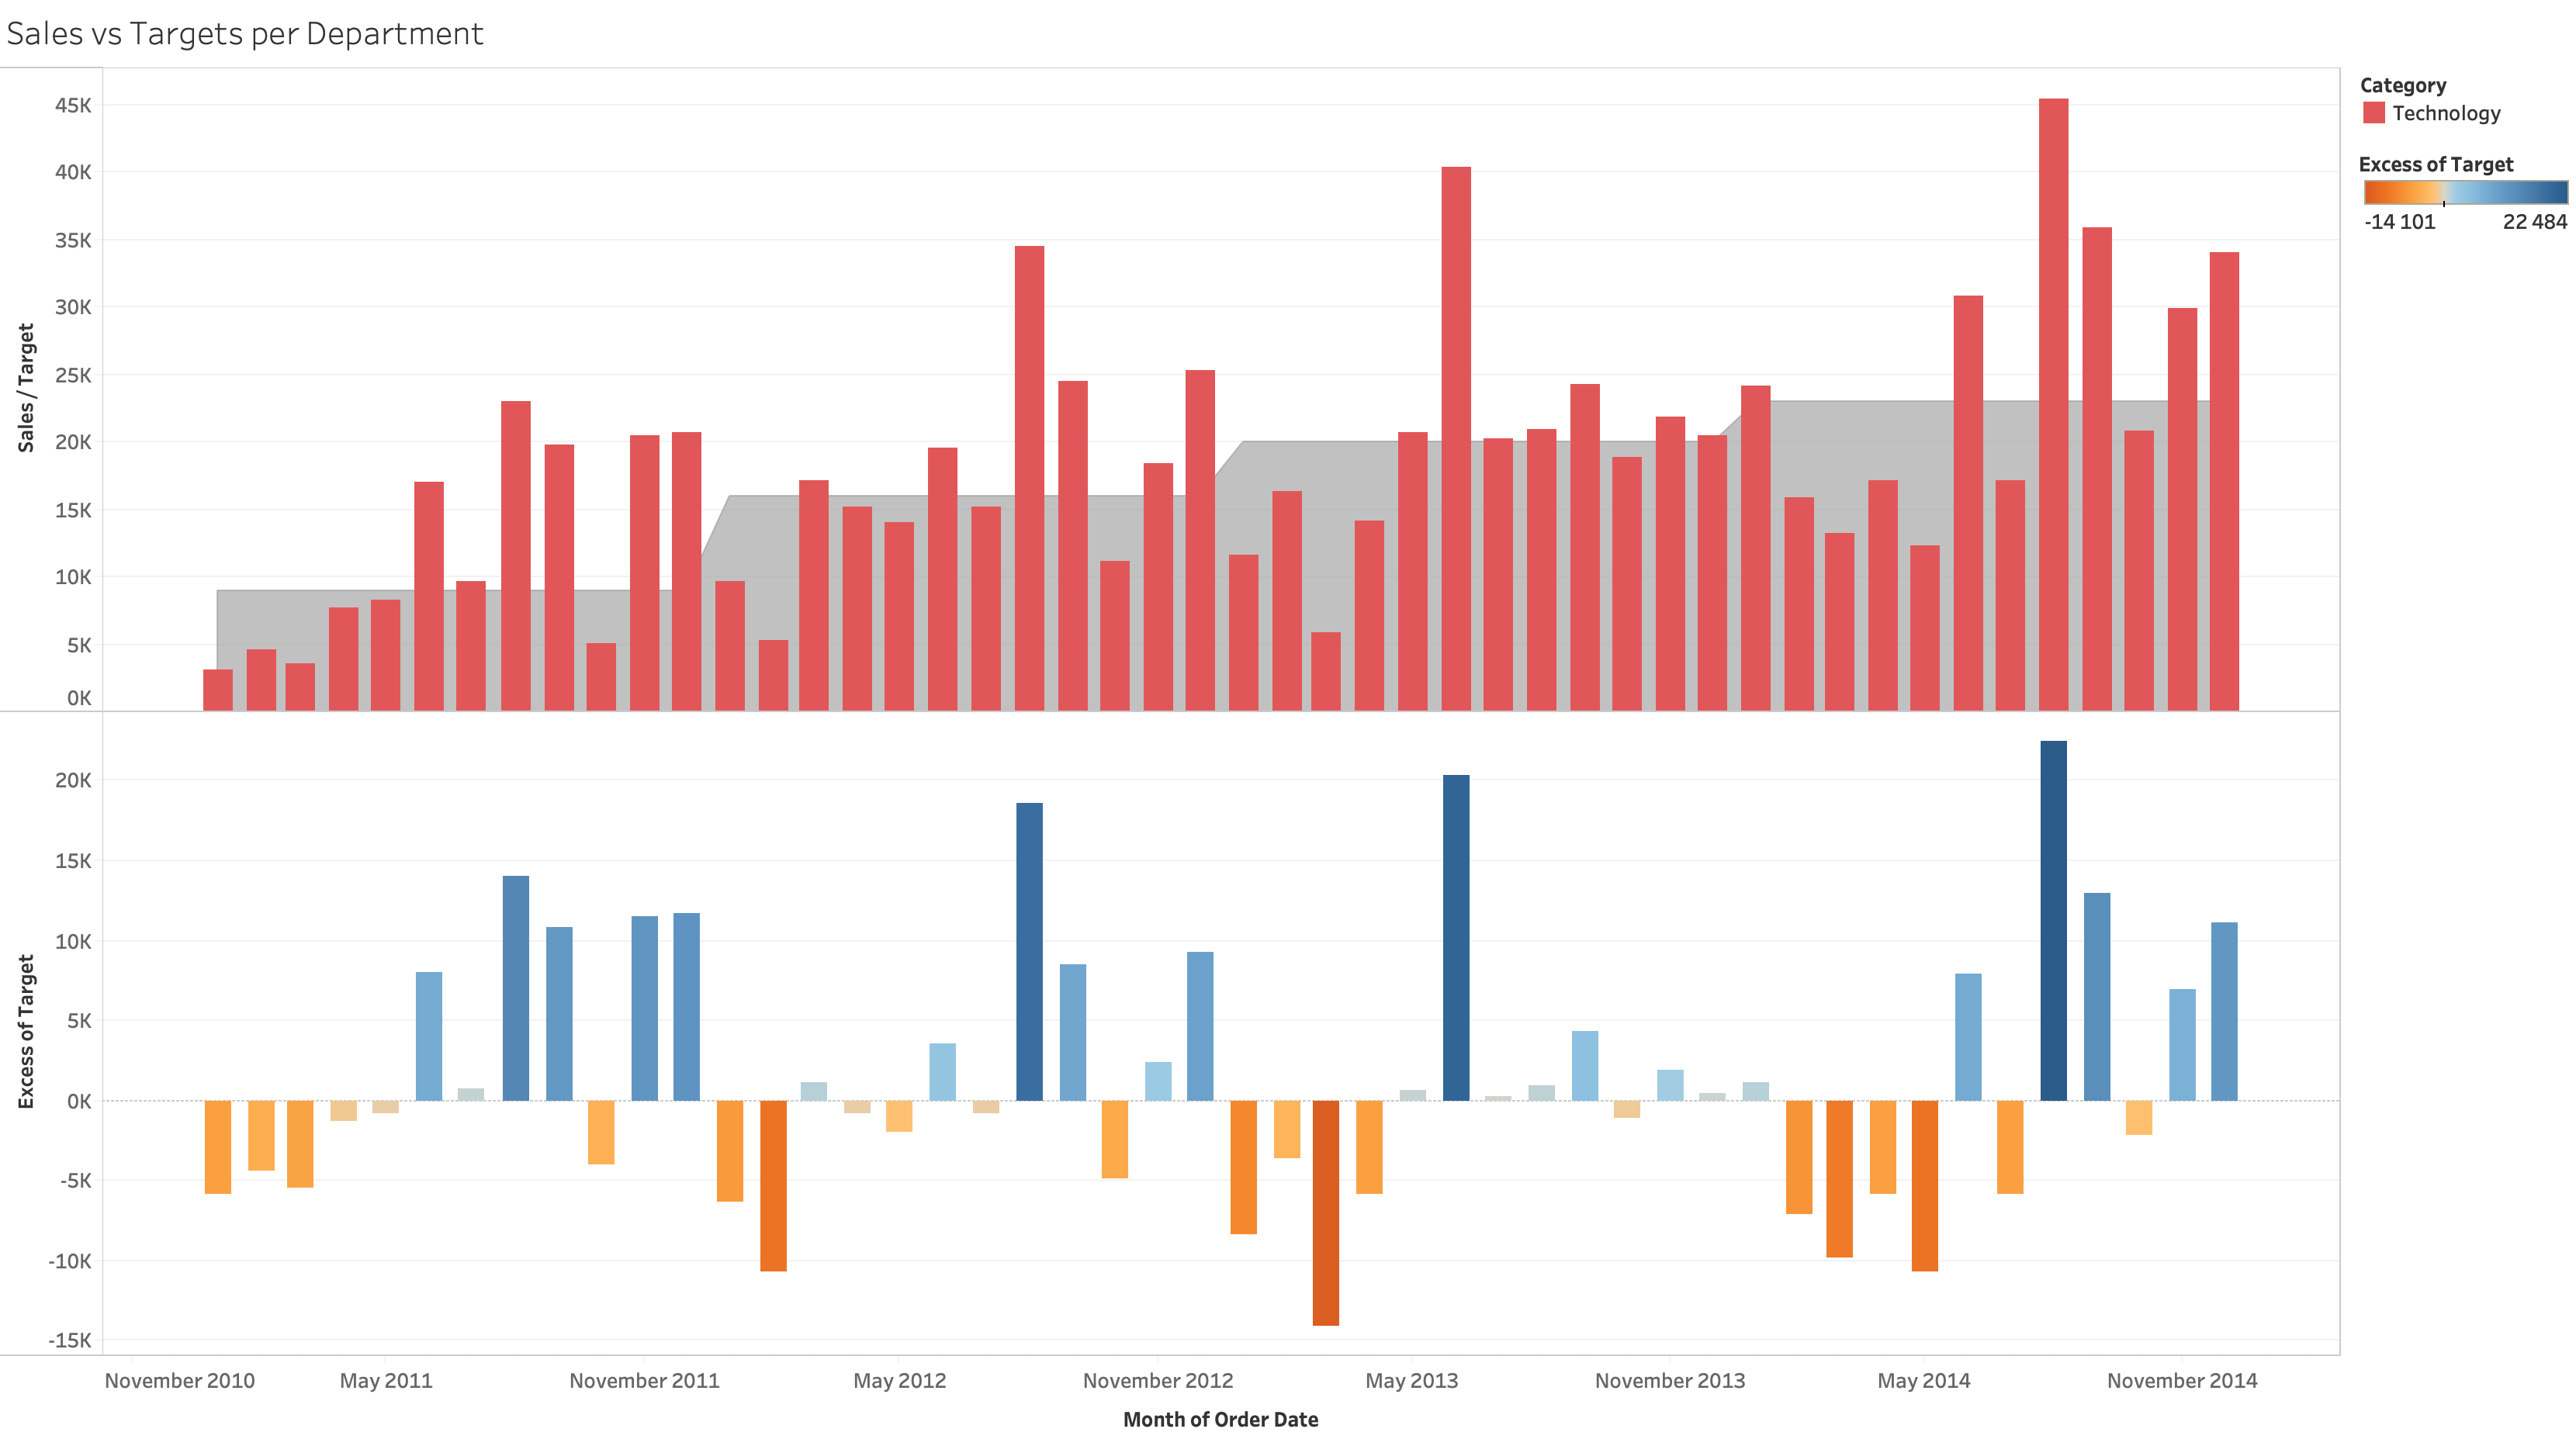 Sales vs Targets per Department
45K
40K
35K
30K
25K
20K
15K
10K
5K
0K
Sales / Target
20K
15K
10K
5K
0K
-5K
-10K
-15K
Excess of Target
November 2010
May 2011
November 2011
May 2012
November 2012
May 2013
November 2013
May 2014
November 2014
Month of Order Date
Category
Technology
Excess of Target
-14 101
22 484